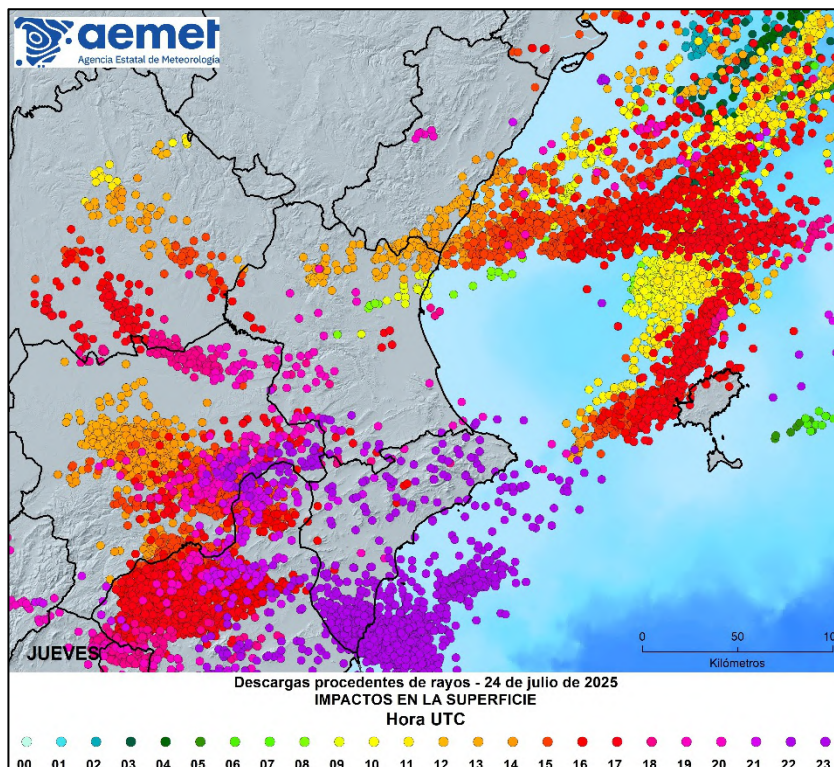 aemet
Agencia Estatal de Meteorología
0 50 100
Kilómetros
JUEVES
Descargas procedentes de rayos - 24 de julio de 2025
IMPACTOS EN LA SUPERFICIE
Hora UTC
00 01 02 03 04 05 06 07 08 09 10 11 12 13 14 15 16 17 18 19 20 21 22 23